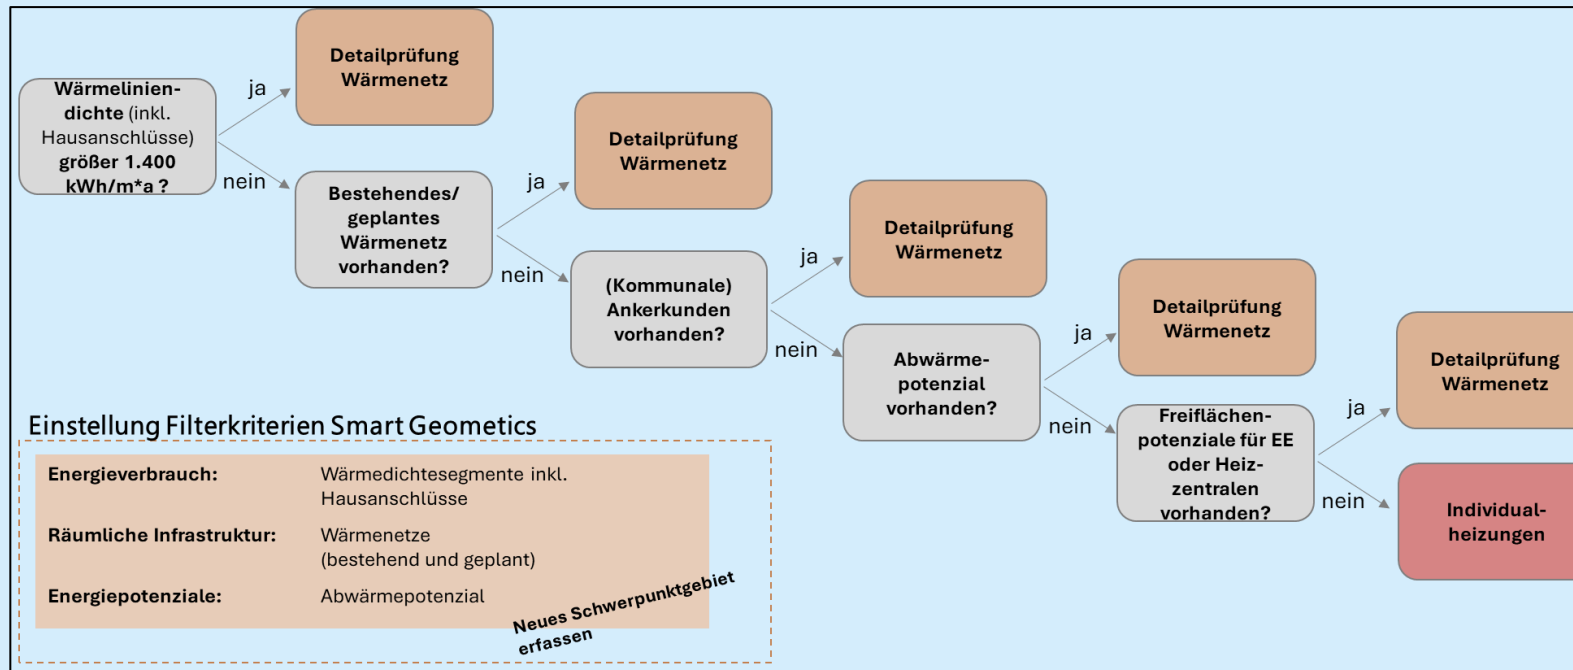 Wärmelinien-
dichte (inkl.
Hausanschlüsse)
größer 1.400
kWh/m*a ?
ja
nein
Detailprüfung
Wärmenetz
Bestehendes/
geplantes
Wärmenetz
vorhanden?
ja
nein
Detailprüfung
Wärmenetz
(Kommunale)
Ankerkunden
vorhanden?
ja
nein
Detailprüfung
Wärmenetz
Abwärme-
potenzial
vorhanden?
ja
nein
Detailprüfung
Wärmenetz
Freiflächen-
potenziale für EE
oder Heiz-
zentralen
vorhanden?
ja
nein
Detailprüfung
Wärmenetz
Individual-
heizungen
Einstellung Filterkriterien Smart Geometics
Energieverbrauch: Wärmedichtesegmente inkl.
Hausanschlüsse
Räumliche Infrastruktur: Wärmenetze
(bestehend und geplant)
Energiepotenziale: Abwärmepotenzial
Neues Schwerpunktgebiet
erfassen